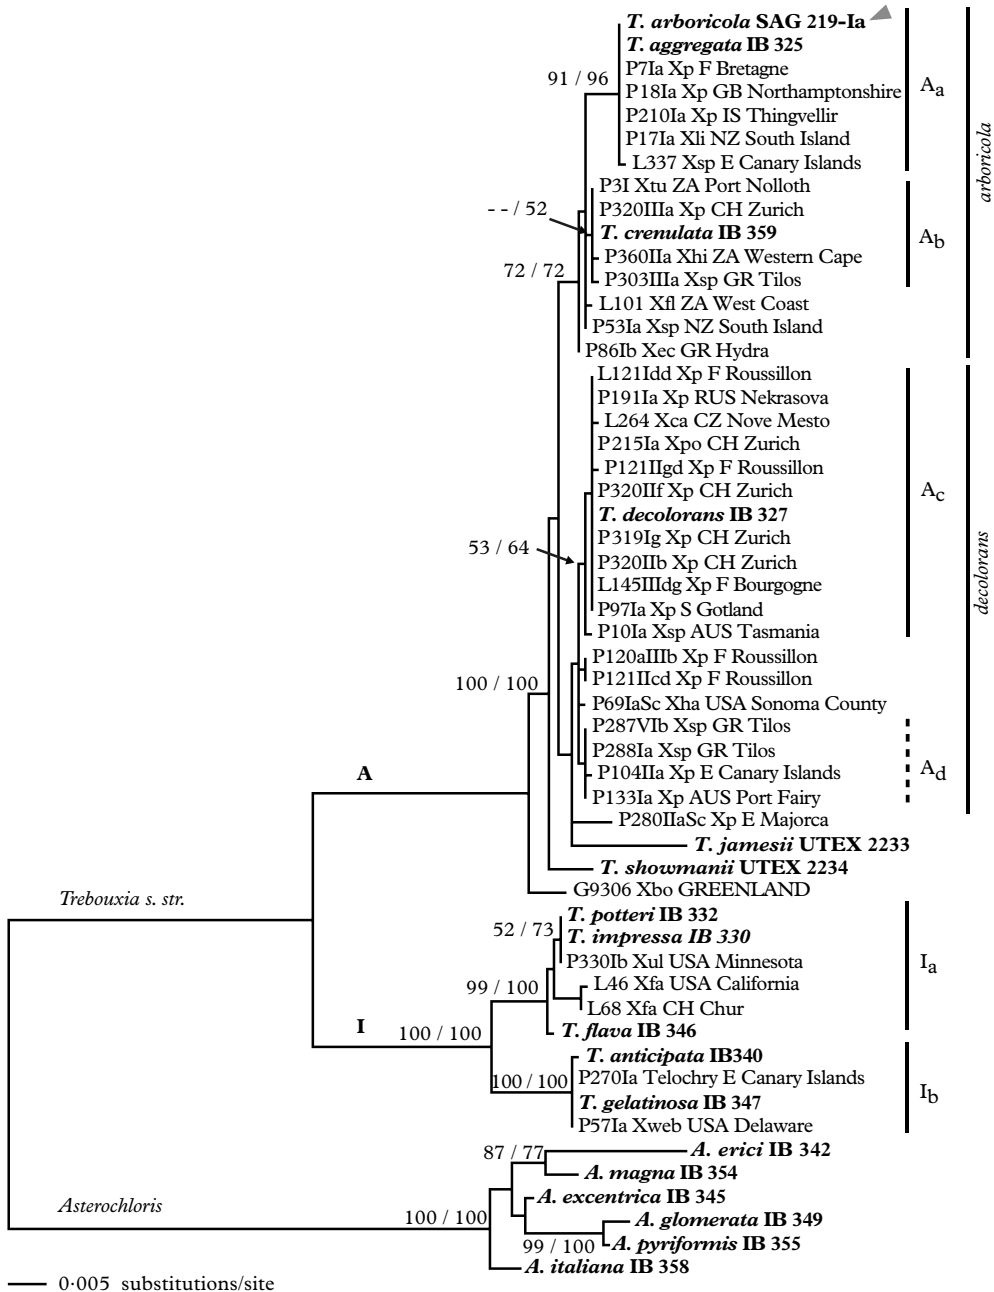 T. arboricola SAG 219-Ia
T. aggregata IB 325
91 / 96
P7Ia Xp F Bretagne
Aa
P18Ia Xp GB Northamptonshire
P210Ia Xp IS Thingvellir
P17Ia Xli NZ South Island
L337 Xsp E Canary Islands
arboricola
P3I Xtu ZA Port Nolloth
- - / 52
P320IIIa Xp CH Zurich
T. crenulata IB 359
Ab
P360IIa Xhi ZA Western Cape
72 / 72
P303IIIa Xsp GR Tilos
L101 Xfl ZA West Coast
P53Ia Xsp NZ South Island
P86Ib Xec GR Hydra
L121Idd Xp F Roussillon
P191Ia Xp RUS Nekrasova
L264 Xca CZ Nove Mesto
P215Ia Xpo CH Zurich
P121IIgd Xp F Roussillon
P320IIf Xp CH Zurich
Ac
T. decolorans IB 327
P319Ig Xp CH Zurich
53 / 64
P320IIb Xp CH Zurich
decolorans
L145IIIdg Xp F Bourgogne
P97Ia Xp S Gotland
P10Ia Xsp AUS Tasmania
P120aIIIb Xp F Roussillon
P121IIcd Xp F Roussillon
100 / 100
P69IaSc Xha USA Sonoma County
P287VIb Xsp GR Tilos
P288Ia Xsp GR Tilos
A
P104IIa Xp E Canary Islands
Ad
P133Ia Xp AUS Port Fairy
P280IIaSc Xp E Majorca
T. jamesii UTEX 2233
T. showmanii UTEX 2234
G9306 Xbo GREENLAND
Trebouxia s. str.
T. potteri IB 332
52 / 73
T. impressa IB 330
P330Ib Xul USA Minnesota
Ia
99 / 100
L46 Xfa USA California
L68 Xfa CH Chur
I
100 / 100
T. flava IB 346
T. anticipata IB340
100 / 100
P270Ia Telochry E Canary Islands
Ib
T. gelatinosa IB 347
P57Ia Xweb USA Delaware
87 / 77
A. erici IB 342
A. magna IB 354
Asterochloris
A. excentrica IB 345
100 / 100
A. glomerata IB 349
99 / 100
A. pyriformis IB 355
A. italiana IB 358
0·005 substitutions/site